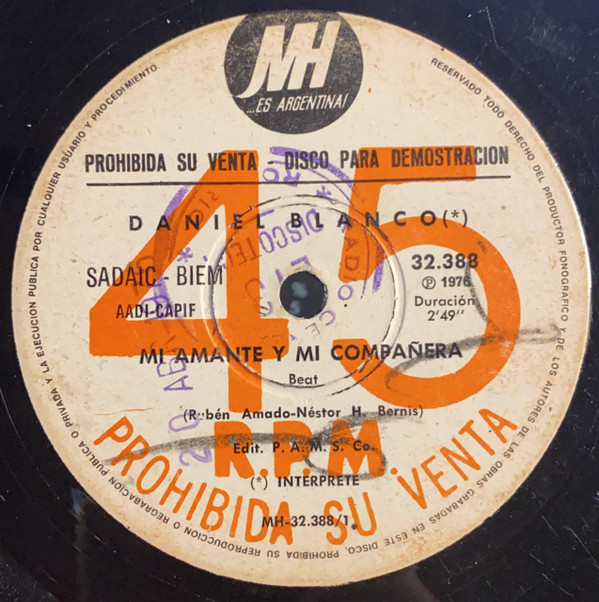 MH
...ES ARGENTINA!
PROHIBIDA SU VENTA - DISCO PARA DEMOSTRACION
45
DANIEL BLANCO(*)
SADAIC - BIEM
AADI-CAPIF
32.388
Ⓟ 1976
Duración
2'49"
MI AMANTE Y MI COMPAÑERA
Beat
(Rubén Amado-Néstor H. Bernis)
Edit. P. A. M. S. Co.
R.P.M.
(*) INTERPRETE
MH-32.388/1.
PROHIBIDA SU VENTA
RESERVADO TODO DERECHO DEL PRODUCTOR FONOGRAFICO Y DE LOS AUTORES DE LAS OBRAS GRABADAS EN ESTE DISCO. PROHIBIDA SU REPRODUCCION O REGRABACION PUBLICA O PRIVADA Y LA EJECUCION PUBLICA POR CUALQUIER USUARIO Y PROCEDIMIENTO.